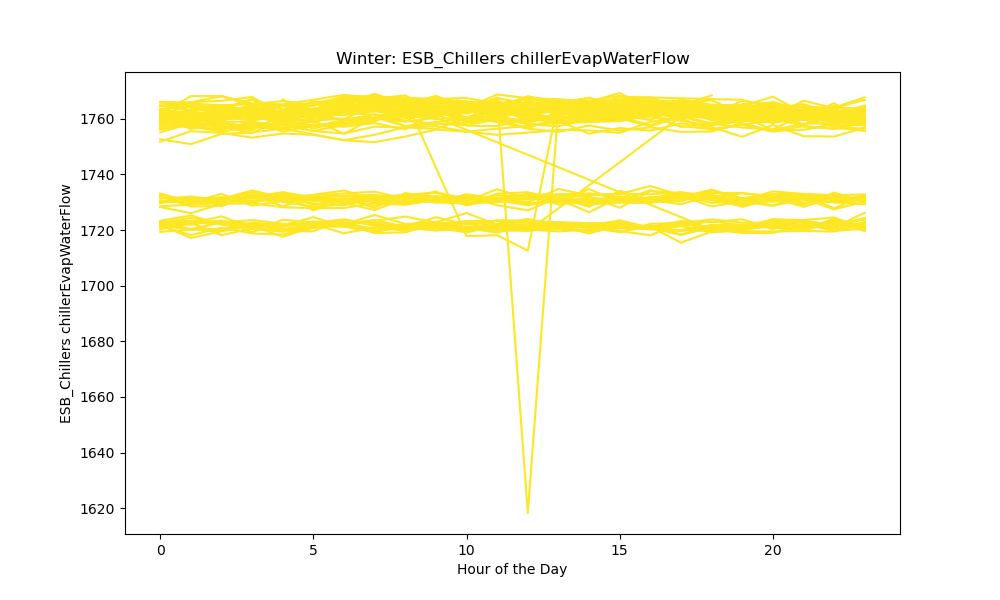 Winter: ESB_Chillers chillerEvapWaterFlow
ESB_Chillers chillerEvapWaterFlow
1760
1740
1720
1700
1680
1660
1640
1620
0 5 10 15 20
Hour of the Day